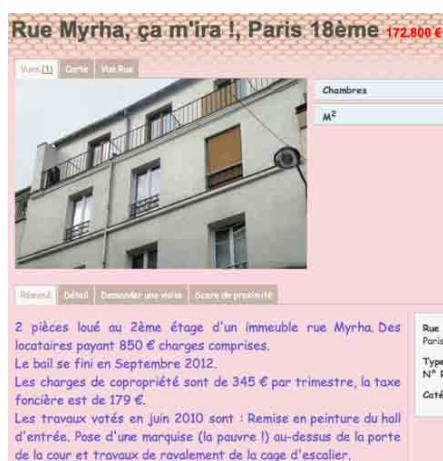 Rue Myrha, ça m'ira !, Paris 18ème 172.800 €
Vues (1) Carte Vue Rue
Chambres
M²
Résumé Détail Demander une visite Score de proximité
2 pièces loué au 2ème étage d'un immeuble rue Myrha. Des
locataires payant 850 € charges comprises.
Le bail se fini en Septembre 2012.
Les charges de copropriété sont de 345 € par trimestre, la taxe
foncière est de 179 €.
Les travaux votés en juin 2010 sont : Remise en peinture du hall
d'entrée. Pose d'une marquise (la pauvre !) au-dessus de la porte
de la cour et travaux de ravalement de la cage d'escalier.
Rue
Paris
Type
N°
Caté